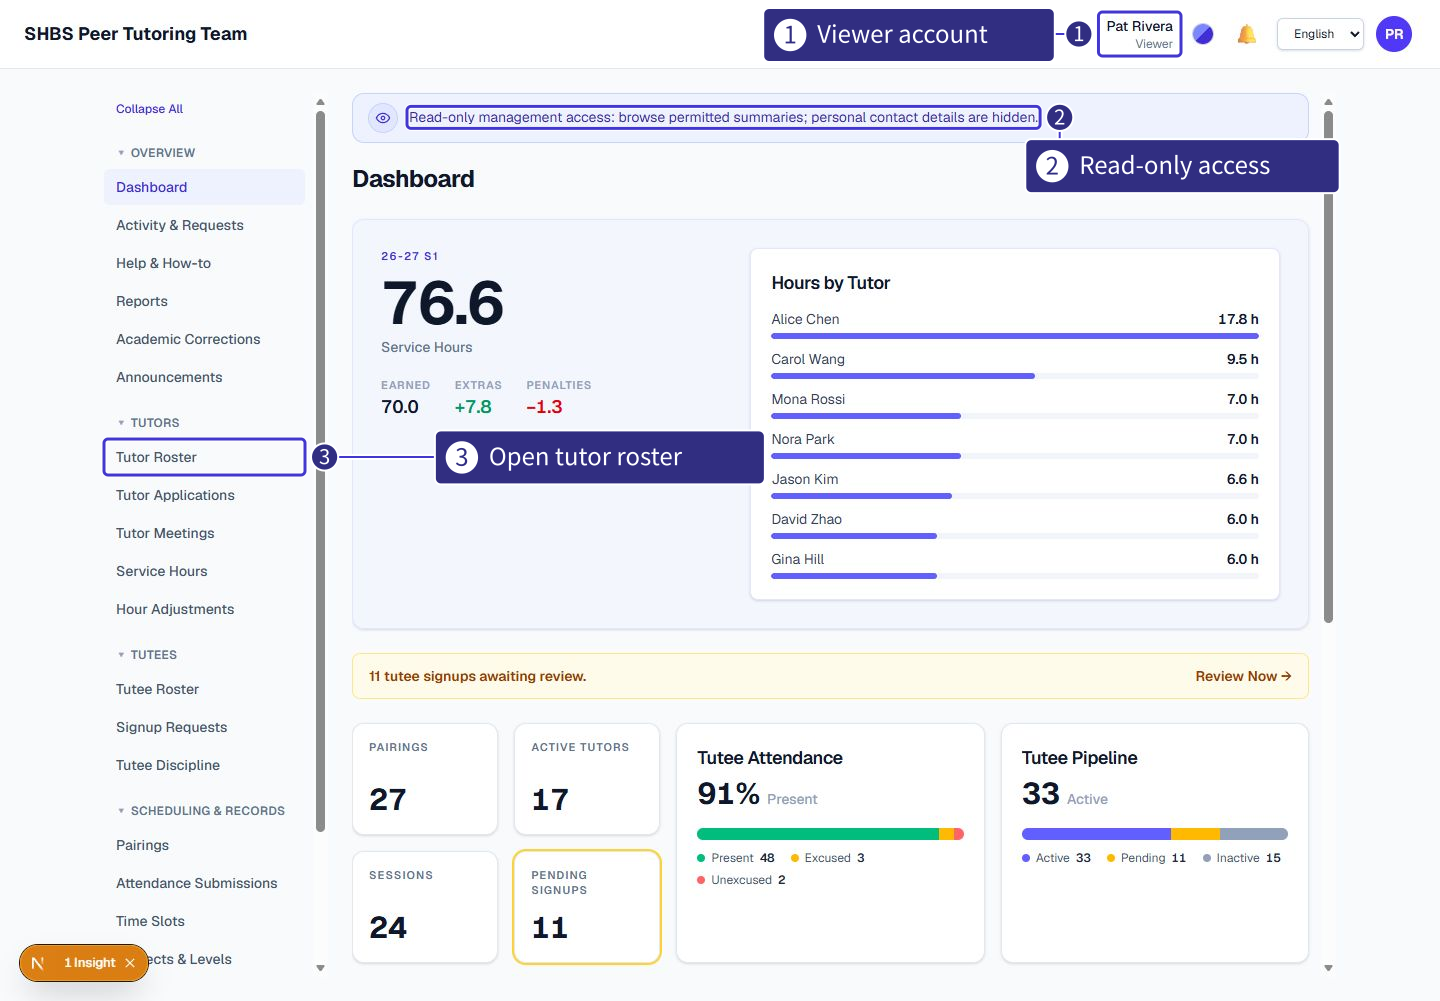 SHBS Peer Tutoring Team
1 Viewer account
1
Pat Rivera
Viewer
English
PR
Collapse All
OVERVIEW
Dashboard
Activity & Requests
Help & How-to
Reports
Academic Corrections
Announcements
TUTORS
Tutor Roster
Tutor Applications
Tutor Meetings
Service Hours
Hour Adjustments
TUTEES
Tutee Roster
Signup Requests
Tutee Discipline
SCHEDULING & RECORDS
Pairings
Attendance Submissions
Time Slots
ects & Levels
1 Insight
Read-only management access: browse permitted summaries; personal contact details are hidden.
2
2 Read-only access
Dashboard
26-27 S1
76.6
Service Hours
EARNED EXTRAS PENALTIES
70.0 +7.8 −1.3
3
3 Open tutor roster
Hours by Tutor
Alice Chen 17.8 h
Carol Wang 9.5 h
Mona Rossi 7.0 h
Nora Park 7.0 h
Jason Kim 6.6 h
David Zhao 6.0 h
Gina Hill 6.0 h
11 tutee signups awaiting review. Review Now →
PAIRINGS
27
ACTIVE TUTORS
17
SESSIONS
24
PENDING
SIGNUPS
11
Tutee Attendance
91% Present
Present 48 Excused 3
Unexcused 2
Tutee Pipeline
33 Active
Active 33 Pending 11 Inactive 15